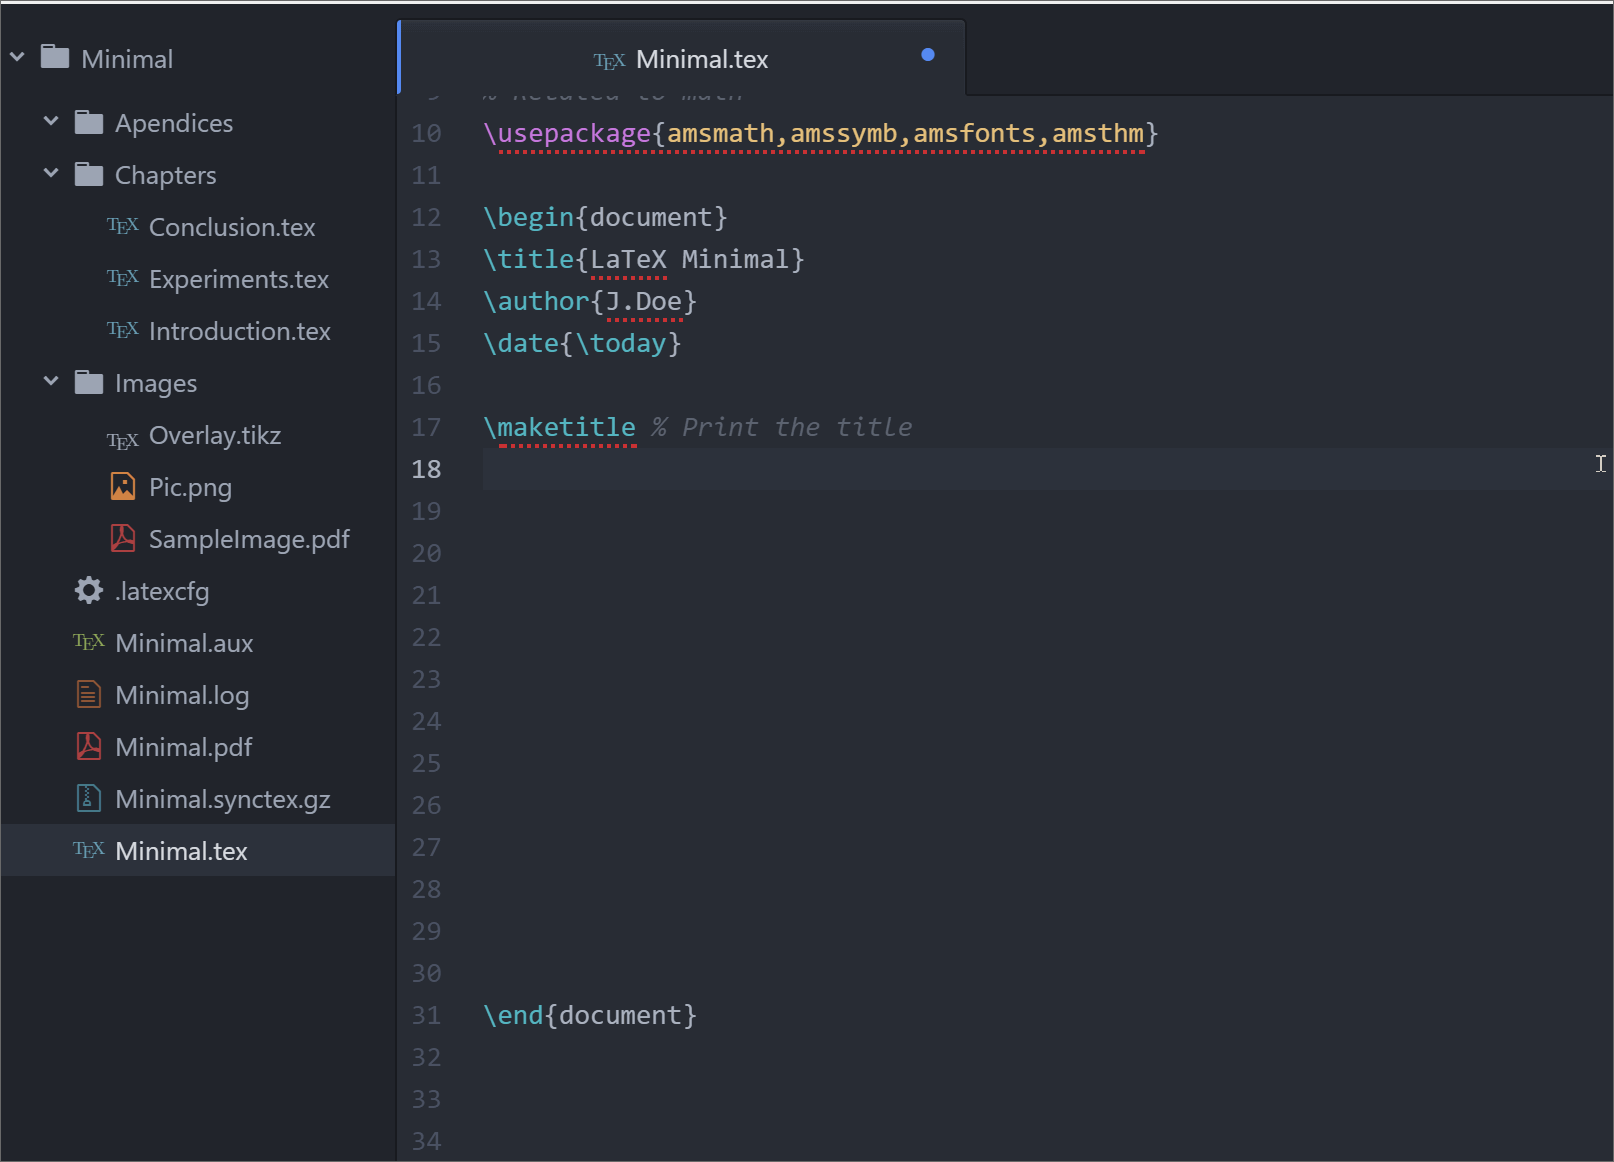 Minimal
Apendices
Chapters
TEX Conclusion.tex
TEX Experiments.tex
TEX Introduction.tex
Images
TEX Overlay.tikz
Pic.png
SampleImage.pdf
.latexcfg
TEX Minimal.aux
Minimal.log
Minimal.pdf
Minimal.synctex.gz
TEX Minimal.tex
TEX Minimal.tex
9 % Related to math
10 \usepackage{amsmath,amssymb,amsfonts,amsthm}
11
12 \begin{document}
13 \title{LaTeX Minimal}
14 \author{J.Doe}
15 \date{\today}
16
17 \maketitle % Print the title
18
19
20
21
22
23
24
25
26
27
28
29
30
31 \end{document}
32
33
34